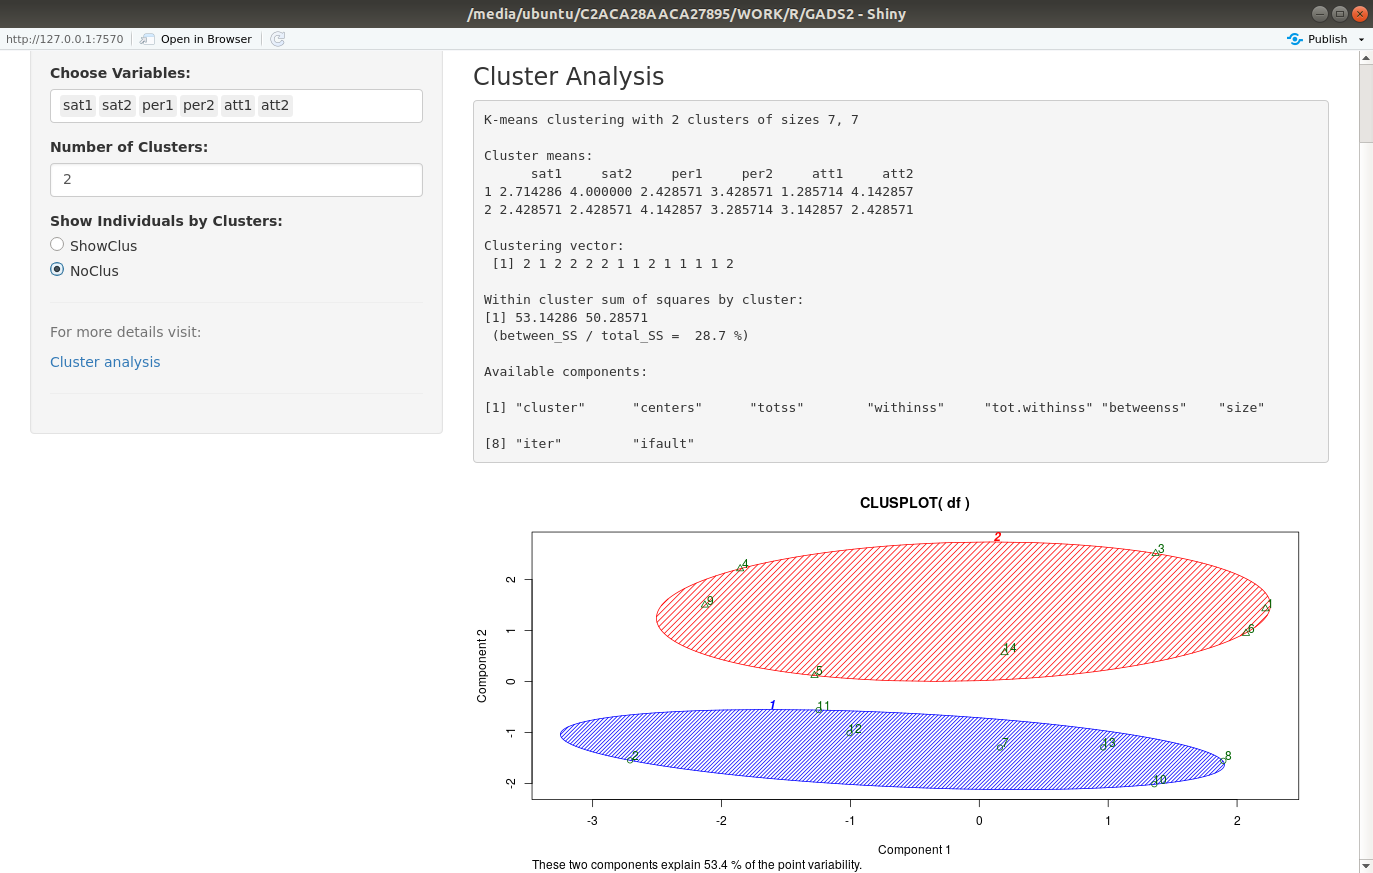 /media/ubuntu/C2ACA28AACA27895/WORK/R/GADS2 - Shiny
http://127.0.0.1:7570 Open in Browser Publish
Choose Variables:
sat1 sat2 per1 per2 att1 att2
Number of Clusters:
2
Show Individuals by Clusters:
ShowClus
NoClus
For more details visit:
Cluster analysis
Cluster Analysis
K-means clustering with 2 clusters of sizes 7, 7
Cluster means:
sat1 sat2 per1 per2 att1 att2
1 2.714286 4.000000 2.428571 3.428571 1.285714 4.142857
2 2.428571 2.428571 4.142857 3.285714 3.142857 2.428571
Clustering vector:
[1] 2 1 2 2 2 2 1 1 2 1 1 1 1 2
Within cluster sum of squares by cluster:
[1] 53.14286 50.28571
(between_SS / total_SS =  28.7 %)
Available components:
[1] "cluster" "centers" "totss" "withinss" "tot.withinss" "betweenss" "size"
[8] "iter" "ifault"
CLUSPLOT( df )
2
3
4
9
1
6
14
5
1
11
12
7
13
2
8
10
Component 2
2
1
0
-1
-2
-3 -2 -1 0 1 2
Component 1
These two components explain 53.4 % of the point variability.